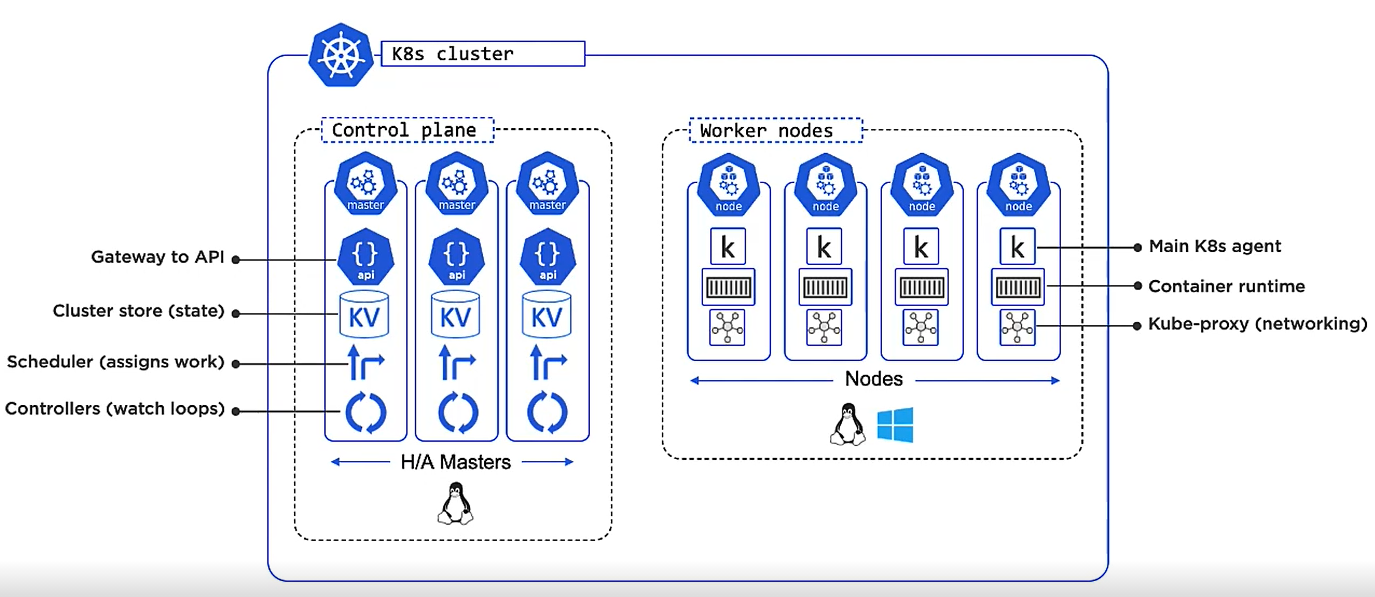 K8s cluster
Control plane
Worker nodes
master
master
master
node
node
node
node
{}
{}
{}
api
api
api
k
k
k
k
Gateway to API
Main K8s agent
Container runtime
Cluster store (state)
KV
KV
KV
Kube-proxy (networking)
Scheduler (assigns work)
Nodes
Controllers (watch loops)
H/A Masters